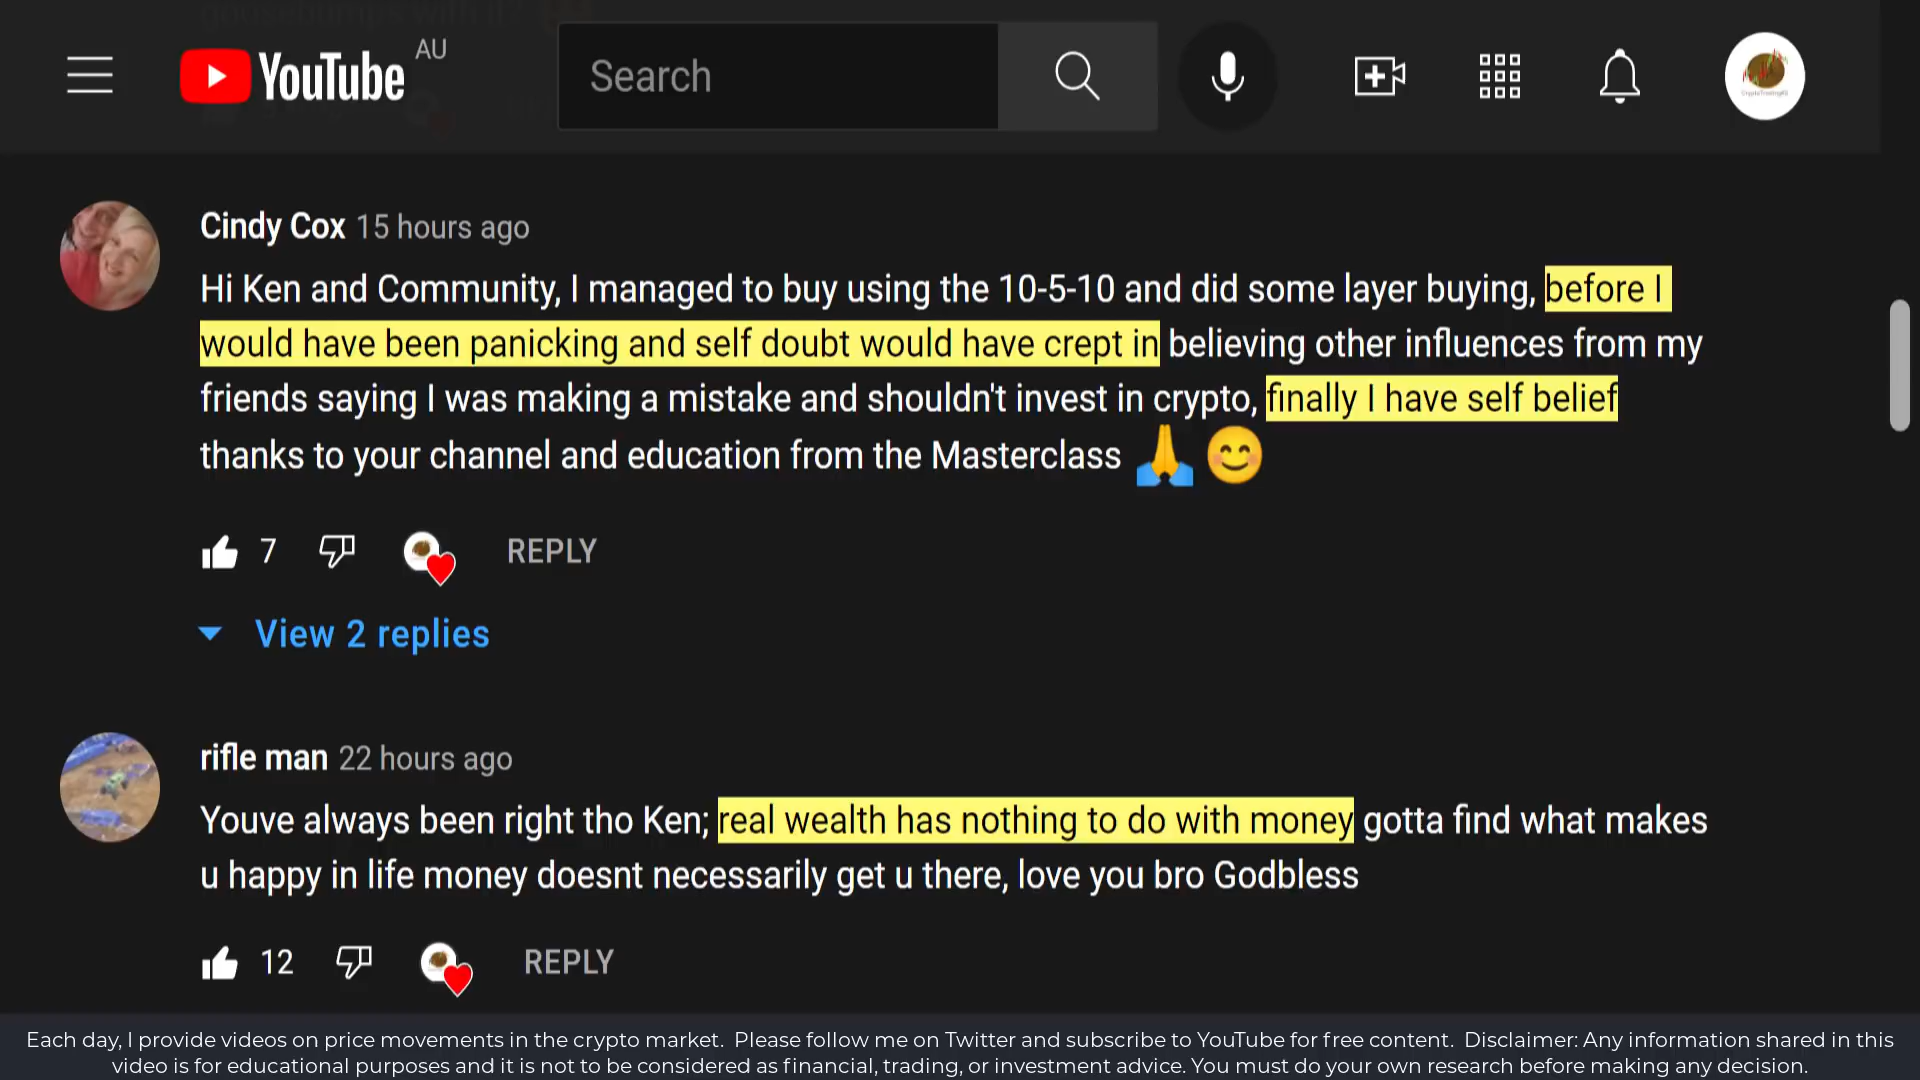 YouTube AU
Search
Cindy Cox 15 hours ago
Hi Ken and Community, I managed to buy using the 10-5-10 and did some layer buying, before I
would have been panicking and self doubt would have crept in believing other influences from my
friends saying I was making a mistake and shouldn't invest in crypto, finally I have self belief
thanks to your channel and education from the Masterclass 🙏 😊
7 REPLY
View 2 replies
rifle man 22 hours ago
Youve always been right tho Ken; real wealth has nothing to do with money gotta find what makes
u happy in life money doesnt necessarily get u there, love you bro Godbless
12 REPLY
Each day, I provide videos on price movements in the crypto market. Please follow me on Twitter and subscribe to YouTube for free content. Disclaimer: Any information shared in this
video is for educational purposes and it is not to be considered as financial, trading, or investment advice. You must do your own research before making any decision.